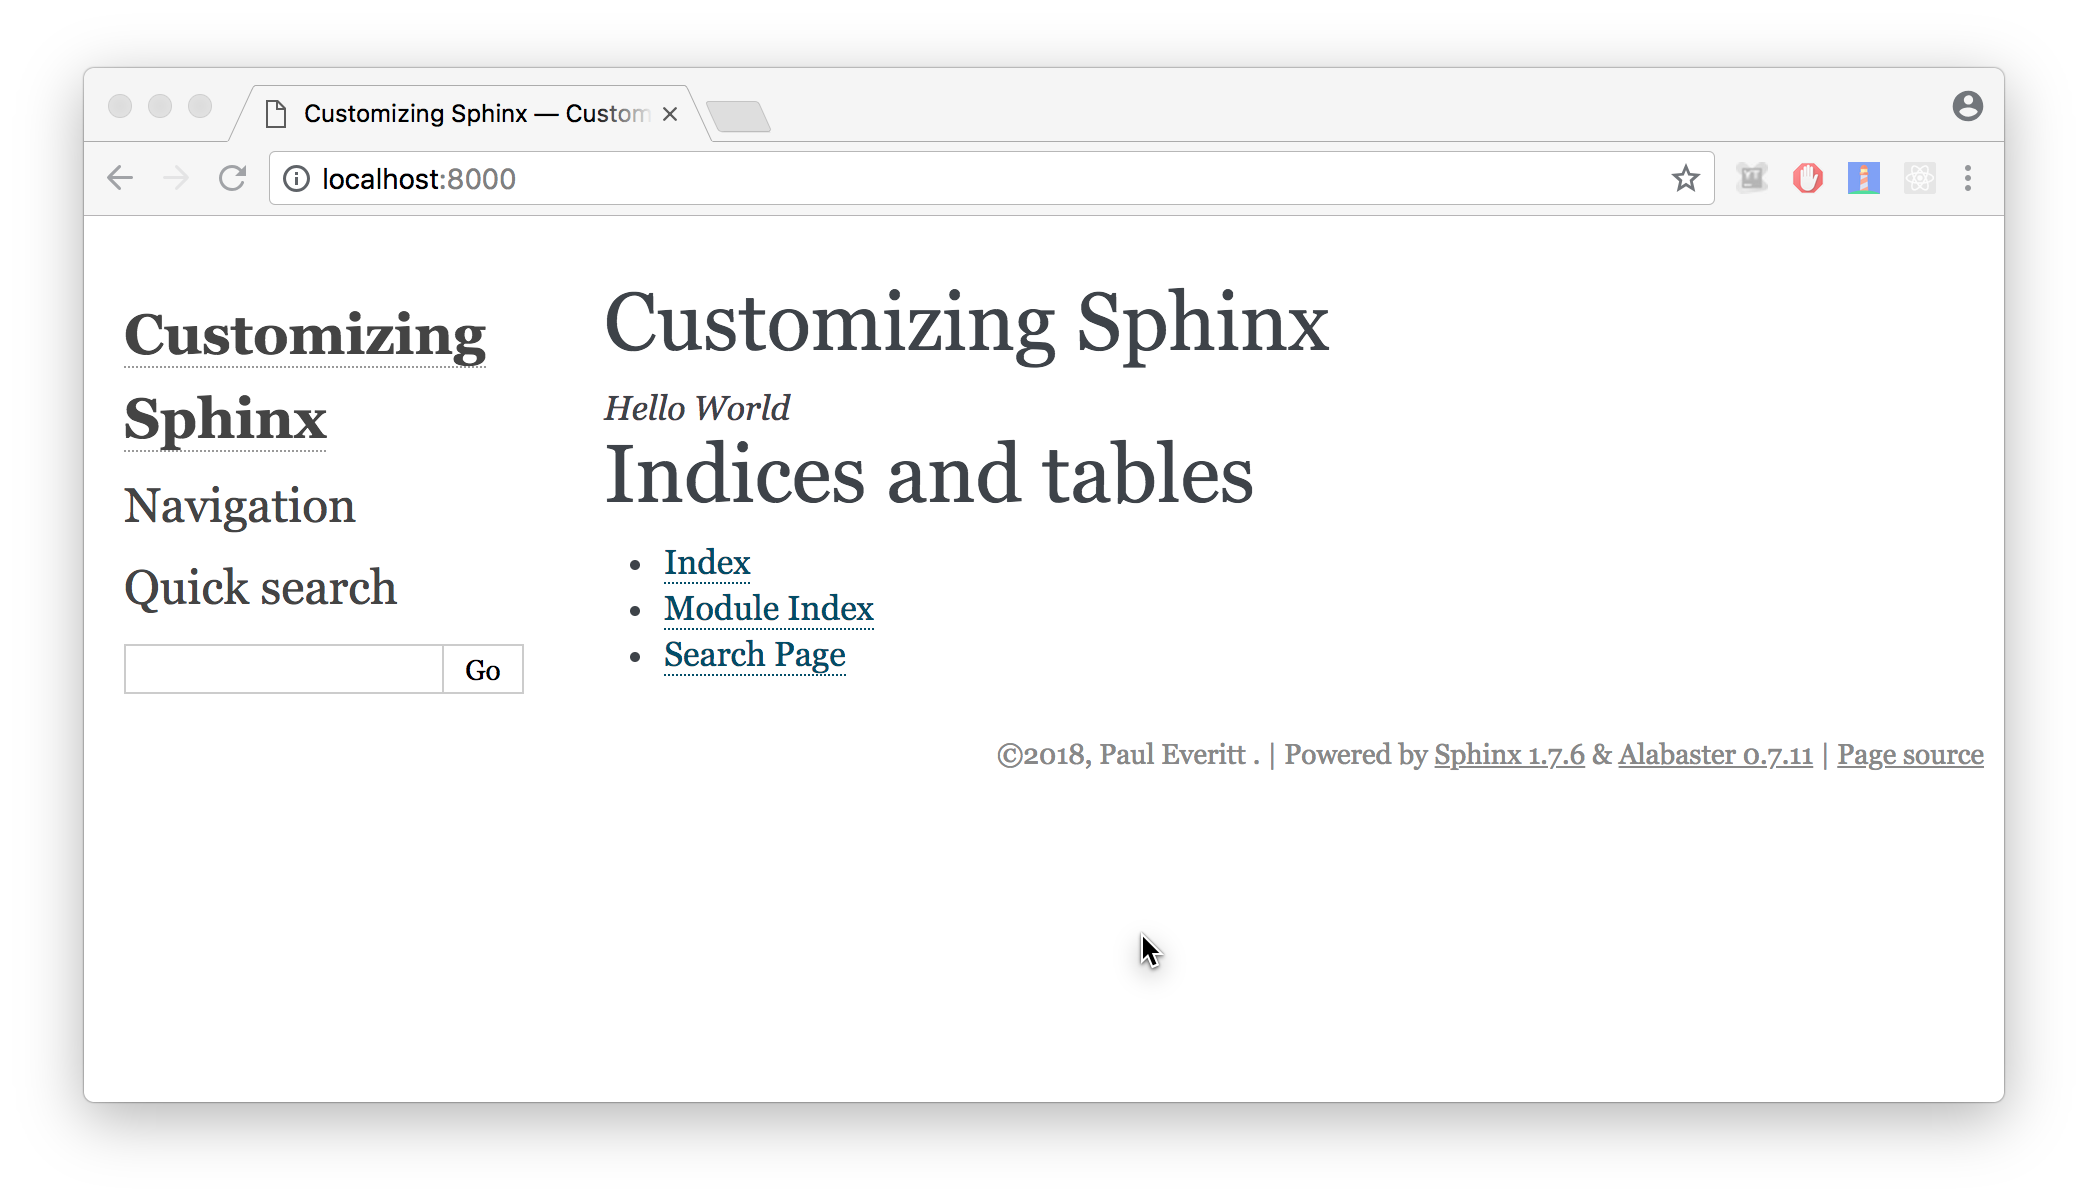 Customizing Sphinx — Custom
localhost:8000
Customizing
Sphinx
Navigation
Quick search
Go
Customizing Sphinx
Hello World
Indices and tables
Index
Module Index
Search Page
©2018, Paul Everitt . | Powered by Sphinx 1.7.6 & Alabaster 0.7.11 | Page source